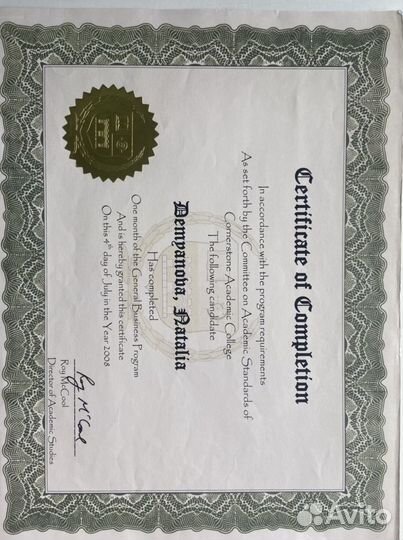 Certificate of Completion
In accordance with the program requirements
As set forth by the Committee on Academic Standards of
Cornerstone Academic College
The following candidate
Demyanova, Natalia
Has completed
One month of the General Business Program
And is hereby granted this certificate
On this 4th day of July in the Year 2008
Roy McCool
Roy McCool
Director of Academic Studies
Avito